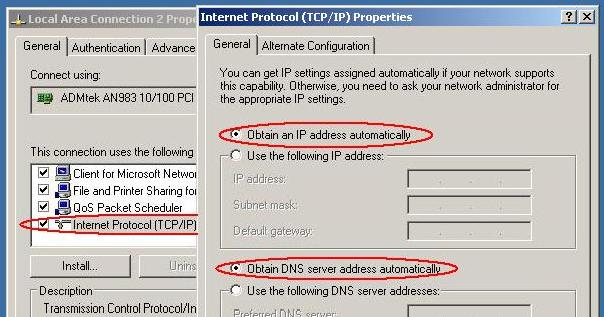 Local Area Connection 2 Prope
General
Authentication
Advance
Connect using:
ADMtek AN983 10/100 PCI
This connection uses the following
Client for Microsoft Networ
File and Printer Sharing for
QoS Packet Scheduler
Internet Protocol (TCP/IP)
Install...
Unins
Description
Transmission Control Protocol/In
Internet Protocol (TCP/IP) Properties
General
Alternate Configuration
You can get IP settings assigned automatically if your network supports
this capability. Otherwise, you need to ask your network administrator for
the appropriate IP settings.
Obtain an IP address automatically
Use the following IP address:
IP address:
Subnet mask:
Default gateway:
Obtain DNS server address automatically
Use the following DNS server addresses:
Preferred DNS server: